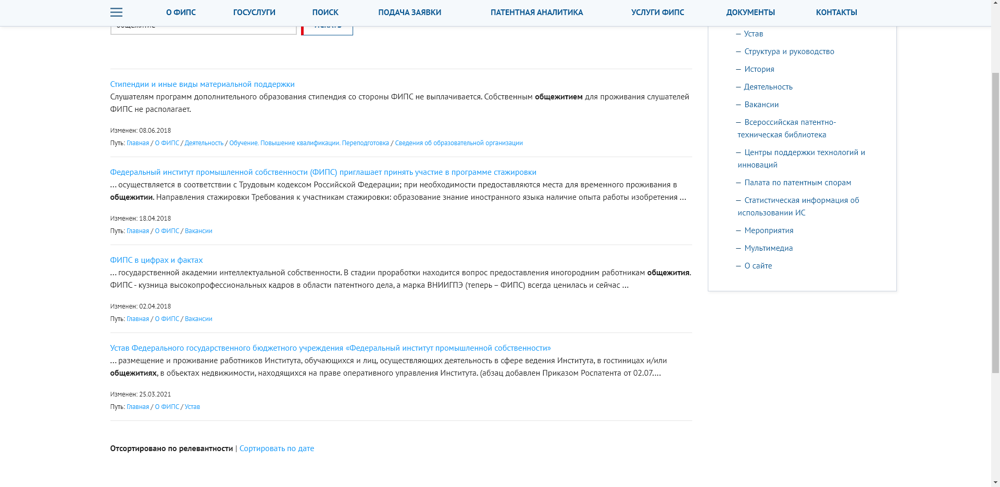 О ФИПС ГОСУСЛУГИ ПОИСК ПОДАЧА ЗАЯВКИ ПАТЕНТНАЯ АНАЛИТИКА УСЛУГИ ФИПС ДОКУМЕНТЫ КОНТАКТЫ
общежитие
ИСКАТЬ
Стипендии и иные виды материальной поддержки
Слушателям программ дополнительного образования стипендия со стороны ФИПС не выплачивается. Собственным общежитием для проживания слушателей
ФИПС не располагает.
Изменен: 08.06.2018
Путь: Главная / О ФИПС / Деятельность / Обучение. Повышение квалификации. Переподготовка / Сведения об образовательной организации
Федеральный институт промышленной собственности (ФИПС) приглашает принять участие в программе стажировки
... осуществляется в соответствии с Трудовым кодексом Российской Федерации; при необходимости предоставляются места для временного проживания в
общежитии. Направления стажировки Требования к участникам стажировки: образование знание иностранного языка наличие опыта работы изобретения ...
Изменен: 18.04.2018
Путь: Главная / О ФИПС / Вакансии
ФИПС в цифрах и фактах
... государственной академии интеллектуальной собственности. В стадии проработки находится вопрос предоставления иногородним работникам общежития.
ФИПС - кузница высокопрофессиональных кадров в области патентного дела, а марка ВНИИГПЭ (теперь – ФИПС) всегда ценилась и сейчас ...
Изменен: 02.04.2018
Путь: Главная / О ФИПС / Вакансии
Устав Федерального государственного бюджетного учреждения «Федеральный институт промышленной собственности»
... размещение и проживание работников Института, обучающихся и лиц, осуществляющих деятельность в сфере ведения Института, в гостиницах и/или
общежитиях, в объектах недвижимости, находящихся на праве оперативного управления Института. (абзац добавлен Приказом Роспатента от 02.07....
Изменен: 25.03.2021
Путь: Главная / О ФИПС / Устав
Отсортировано по релевантности | Сортировать по дате
— Устав
— Структура и руководство
— История
— Деятельность
— Вакансии
— Всероссийская патентно-
техническая библиотека
— Центры поддержки технологий и
инноваций
— Палата по патентным спорам
— Статистическая информация об
использовании ИС
— Мероприятия
— Мультимедиа
— О сайте